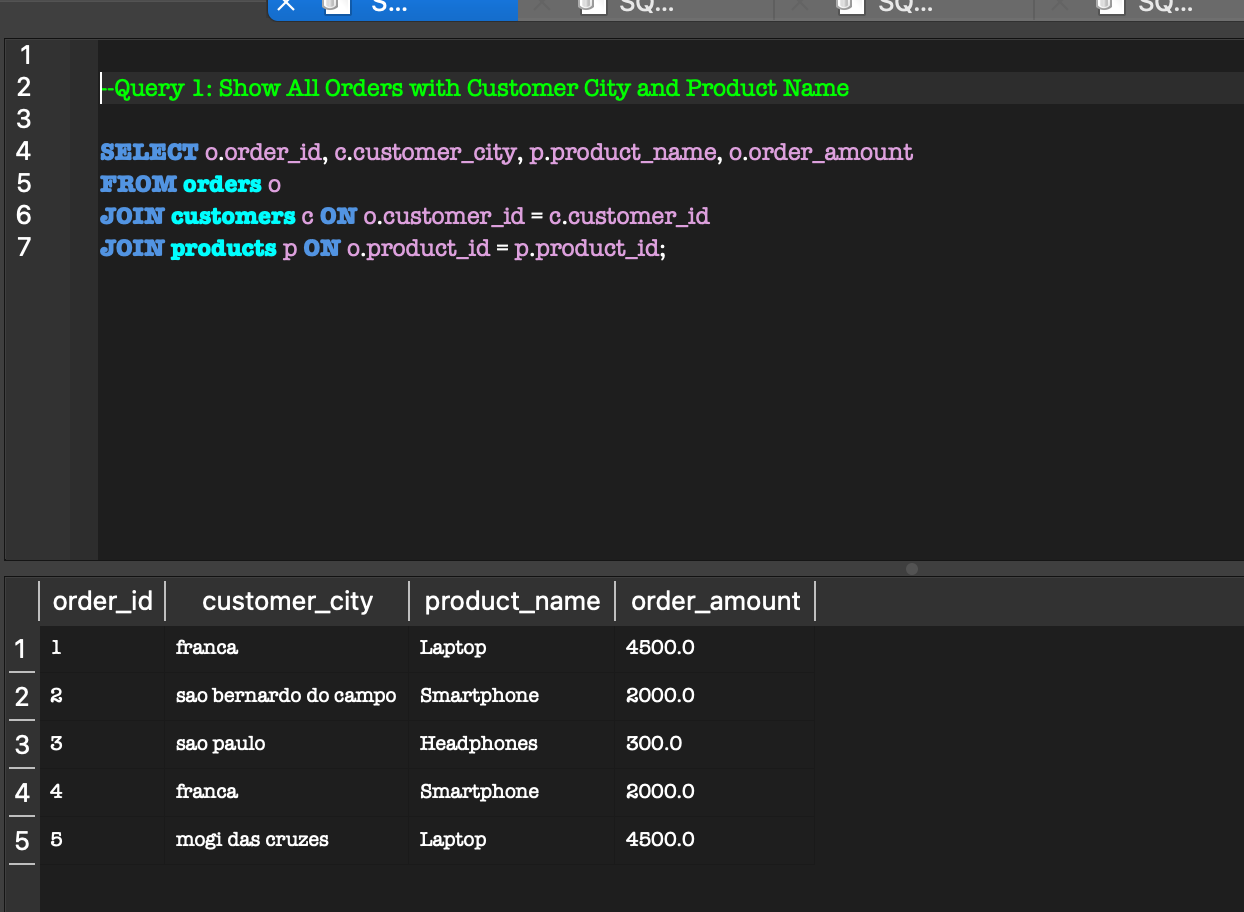 S...
SQ...
SQ...
SQ...
1
2 --Query 1: Show All Orders with Customer City and Product Name
3
4 SELECT o.order_id, c.customer_city, p.product_name, o.order_amount
5 FROM orders o
6 JOIN customers c ON o.customer_id = c.customer_id
7 JOIN products p ON o.product_id = p.product_id;
order_id customer_city product_name order_amount
1 1 franca Laptop 4500.0
2 2 sao bernardo do campo Smartphone 2000.0
3 3 sao paulo Headphones 300.0
4 4 franca Smartphone 2000.0
5 5 mogi das cruzes Laptop 4500.0